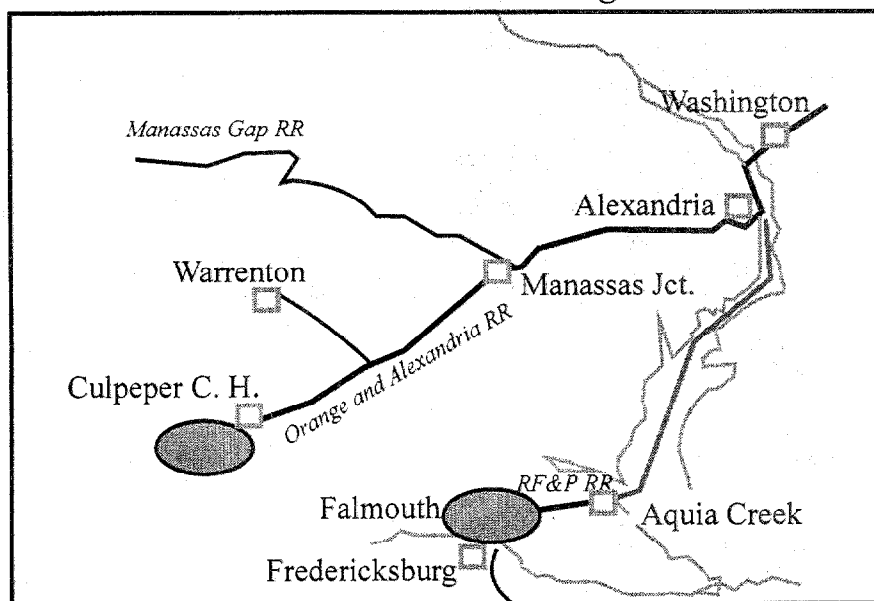 Washington
Manassas Gap RR
Alexandria
Warrenton
Manassas Jct.
Orange and Alexandria RR
Culpeper C. H.
RF&P RR
Falmouth
Aquia Creek
Fredericksburg